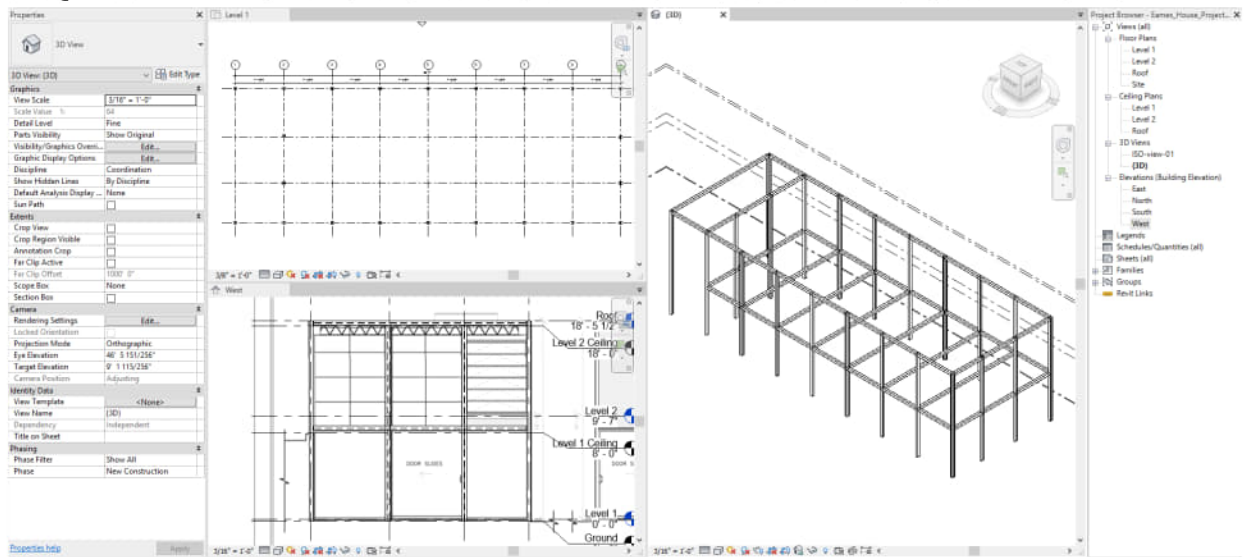 Properties
3D View
3D View: (3D)
Edit Type
Graphics
View Scale 3/16" = 1'-0"
Scale Value 1: 64
Detail Level Fine
Parts Visibility Show Original
Visibility/Graphics Overri... Edit...
Graphic Display Options Edit...
Discipline Coordination
Show Hidden Lines By Discipline
Default Analysis Display ... None
Sun Path
Extents
Crop View
Crop Region Visible
Annotation Crop
Far Clip Active
Far Clip Offset 1000' 0"
Scope Box None
Section Box
Camera
Rendering Settings Edit...
Locked Orientation
Projection Mode Orthographic
Eye Elevation 46' 5 151/256"
Target Elevation 9' 1 115/256"
Camera Position Adjusting
Identity Data
View Template <None>
View Name (3D)
Dependency Independent
Title on Sheet
Phasing
Phase Filter Show All
Phase New Construction
Properties help
Apply
Level 1
1 2 3 4 5 6 7 8
3/8" = 1'-0"
West
Roof
18' - 5 1/2"
Level 2 Ceiling
18' - 0"
Level 2
9' - 7"
Level 1 Ceiling
8' - 0"
DOOR SLIDES
DOOR S
Level 1
0' - 0"
Ground
3/16" = 1'-0"
(3D)
3/16" = 1'-0"
Project Browser - Eames_House_Project...
Views (all)
Floor Plans
Level 1
Level 2
Roof
Site
Ceiling Plans
Level 1
Level 2
Roof
3D Views
ISO-view-01
(3D)
Elevations (Building Elevation)
East
North
South
West
Legends
Schedules/Quantities (all)
Sheets (all)
Families
Groups
Revit Links